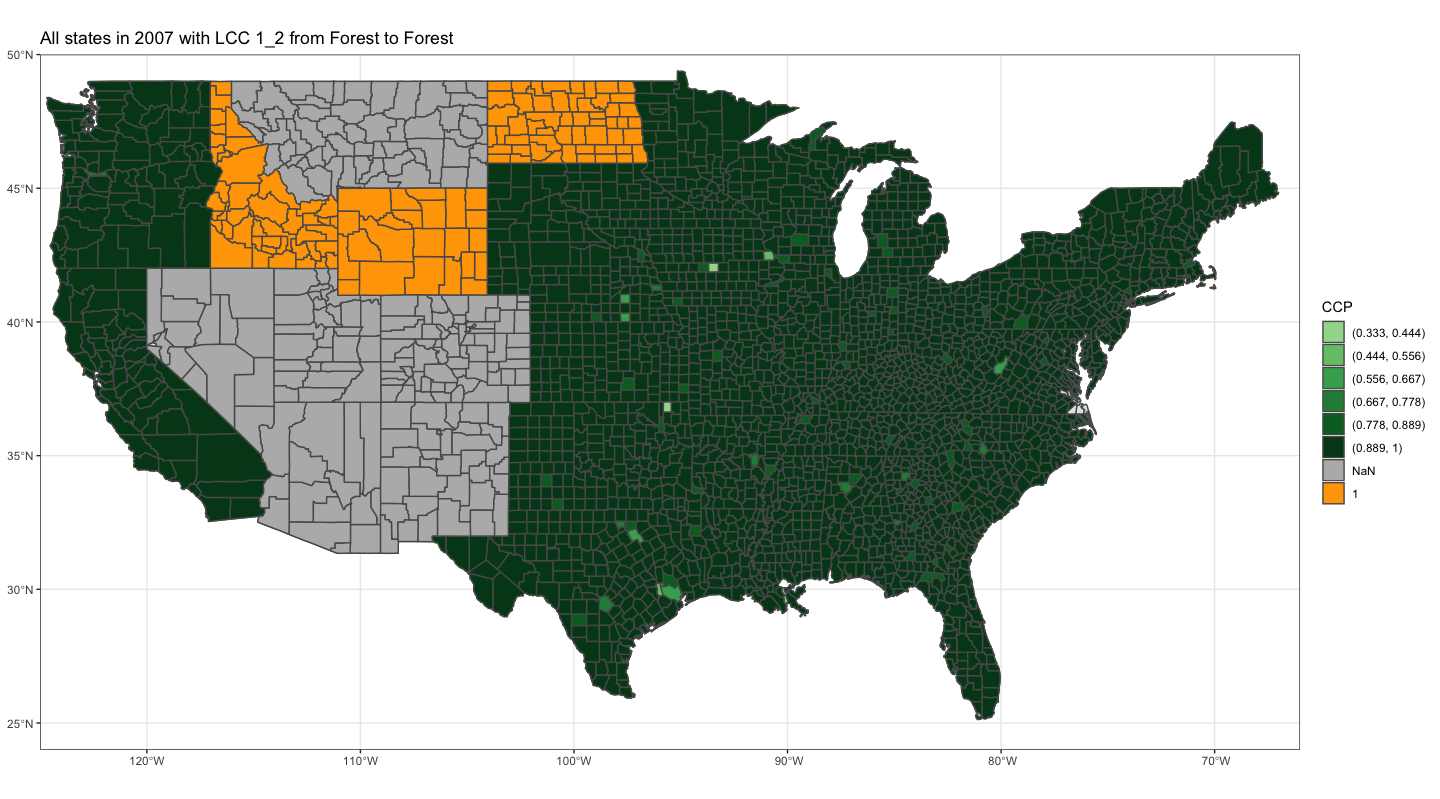 All states in 2007 with LCC 1_2 from Forest to Forest
50°N
45°N
40°N
35°N
30°N
25°N
120°W
110°W
100°W
90°W
80°W
70°W
CCP
(0.333, 0.444)
(0.444, 0.556)
(0.556, 0.667)
(0.667, 0.778)
(0.778, 0.889)
(0.889, 1)
NaN
1